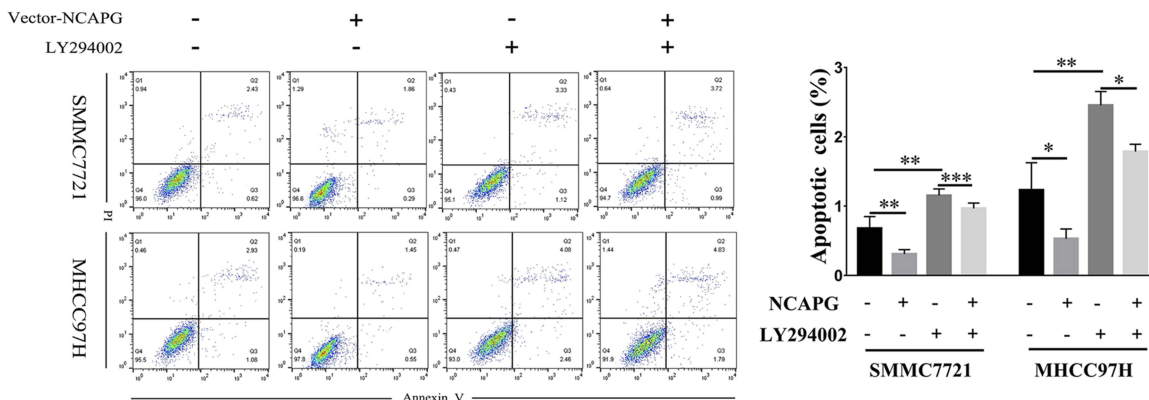 Vector-NCAPG - + - +
LY294002 - - + +
SMMC7721
Q1 0.94 Q2 2.43 Q4 96.0 Q3 0.62
Q1 1.29 Q2 1.86 Q4 96.6 Q3 0.29
Q1 0.43 Q2 3.33 Q4 95.1 Q3 1.12
Q1 0.64 Q2 3.72 Q4 94.7 Q3 0.99
PI
MHCC97H
Q1 0.46 Q2 2.93 Q4 95.5 Q3 1.08
Q1 0.19 Q2 1.45 Q4 97.8 Q3 0.55
Q1 0.47 Q2 4.08 Q4 93.0 Q3 2.46
Q1 1.44 Q2 4.83 Q4 91.9 Q3 1.79
Annexin V
Apoptotic cells (%)
3
2
1
0
** ** *** * ** *
NCAPG - + - + - + - +
LY294002 - - + + - - + +
SMMC7721 MHCC97H